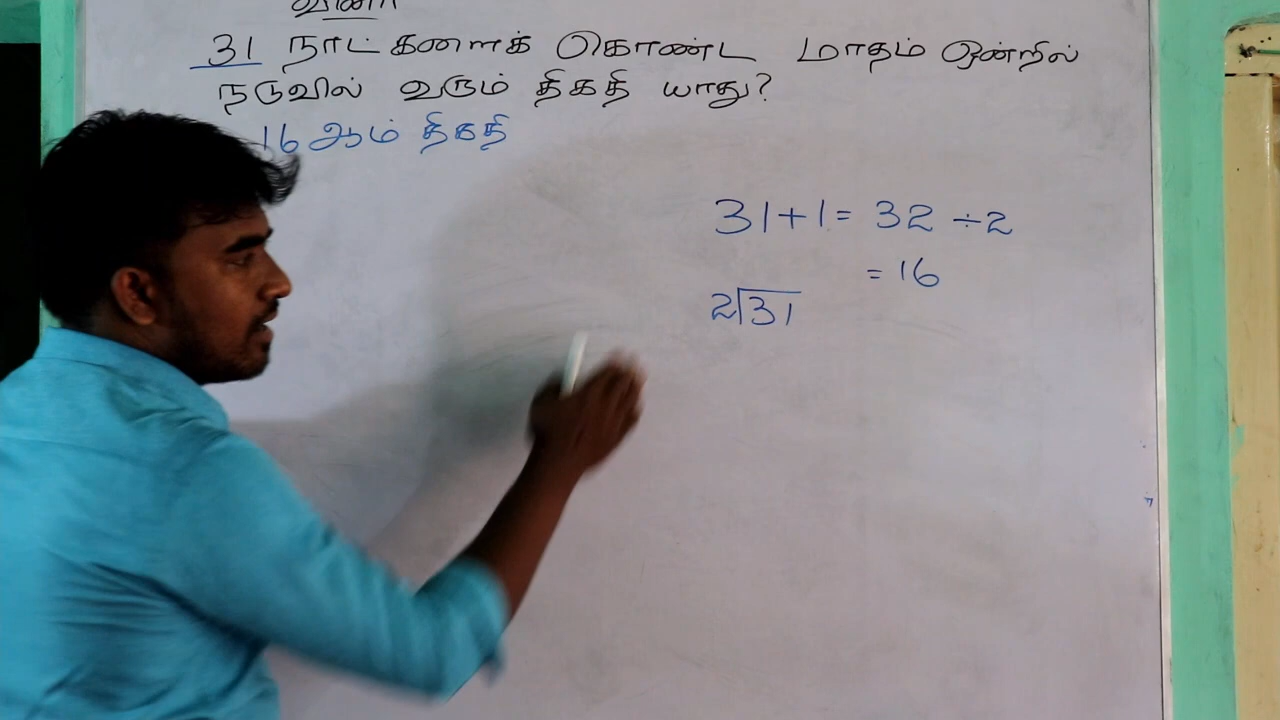 வினா
31 நாட்களைக் கொண்ட மாதம் ஒன்றில்
நடுவில் வரும் திகதி யாது?
16 ஆம் திகதி
31+1= 32 ÷2
= 16
2 31